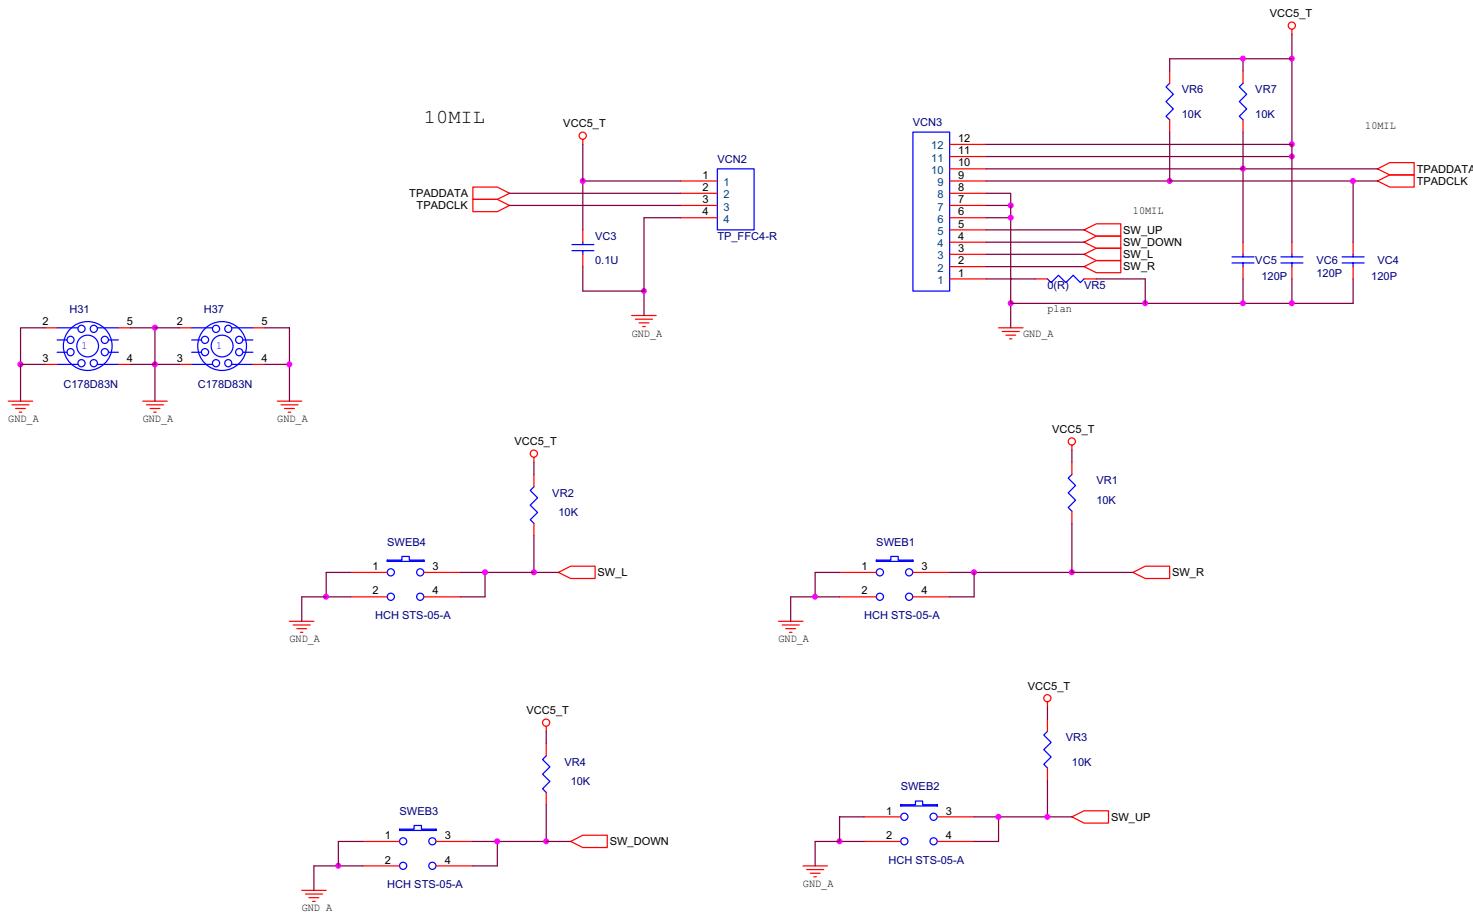 VCC5_T
VR6
10K
VR7
10K
10MIL
10MIL
VCC5_T
VCN3
12 12
11 11
10 10
9 9
8 8
7 7
6 6
5 5
4 4
3 3
2 2
1 1
TPADDATA
TPADCLK
10MIL
SW_UP
SW_DOWN
SW_L
SW_R
0(R) VR5
plan
GND_A
VC5
120P
VC6
120P
VC4
120P
VCN2
1 1
2 2
3 3
4 4
TP_FFC4-R
TPADDATA
TPADCLK
VC3
0.1U
GND_A
H31
2 5
1
3 4
C178D83N
H37
2 5
1
3 4
C178D83N
GND_A
GND_A
GND_A
VCC5_T
VR2
10K
SWEB4
1 3
2 4
HCH STS-05-A
SW_L
GND_A
VCC5_T
VR1
10K
SWEB1
1 3
2 4
HCH STS-05-A
SW_R
GND_A
VCC5_T
VR4
10K
SWEB3
1 3
2 4
HCH STS-05-A
SW_DOWN
GND_A
VCC5_T
VR3
10K
SWEB2
1 3
2 4
HCH STS-05-A
SW_UP
GND_A